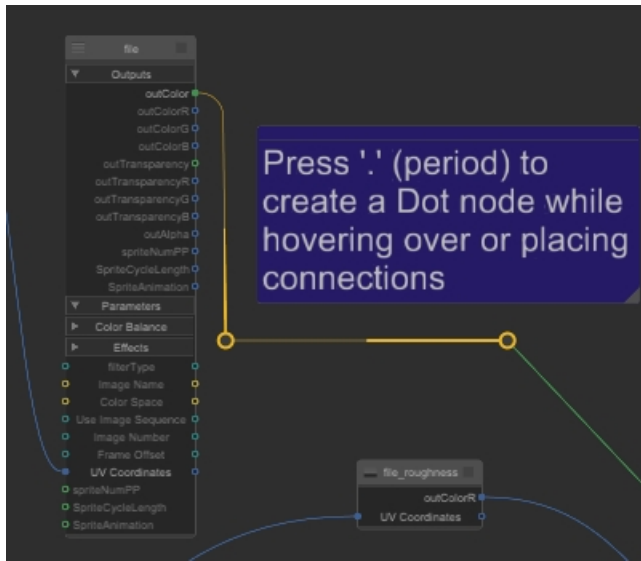 file
Outputs
outColor
outColorR
outColorG
outColorB
outTransparency
outTransparencyR
outTransparencyG
outTransparencyB
outAlpha
spriteNumPP
SpriteCycleLength
SpriteAnimation
Parameters
Color Balance
Effects
filterType
Image Name
Color Space
Use Image Sequence
Image Number
Frame Offset
UV Coordinates
spriteNumPP
SpriteCycleLength
SpriteAnimation
Press '.' (period) to
create a Dot node while
hovering over or placing
connections
file_roughness
outColorR
UV Coordinates